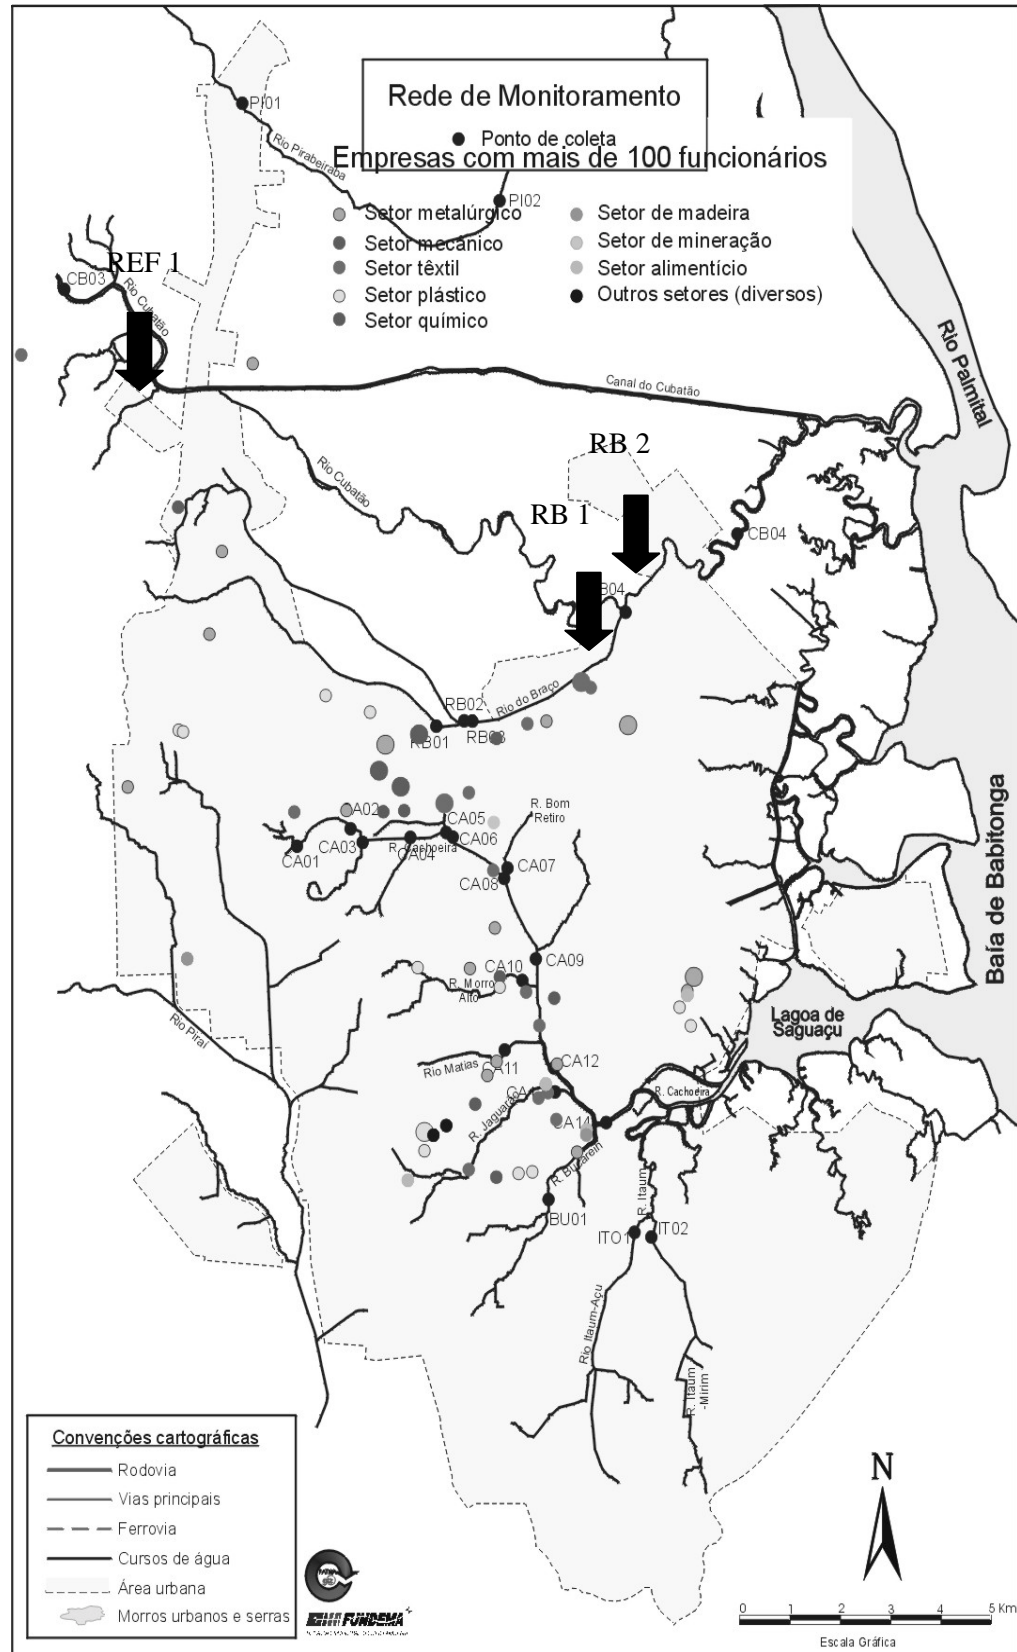 Rede de Monitoramento
Ponto de coleta
Empresas com mais de 100 funcionários
Setor metalúrgico
Setor mecânico
Setor têxtil
Setor plástico
Setor químico
Setor de madeira
Setor de mineração
Setor alimentício
Outros setores (diversos)
PI01
Rio Pirabeiraba
PI02
REF 1
CB03
Rio Cubatão
Canal do Cubatão
Rio Palmital
Rio Cubatão
RB 2
RB 1
CB04
B04
Rio do Braço
RB02
RB01
RB03
CA02
CA05
R. Bom
Retiro
CA01
CA03
CA04
R. Cachoeira
CA06
CA07
CA08
CA09
CA10
R. Morro
Alto
Baía de Babitonga
Lagoa de
Saguaçu
Rio Piraí
Rio Matias
CA11
CA12
R. Cachoeira
R. Jaguarão
CA14
R. Bucarein
R. Itaum
BU01
ITO1
IT02
Rio Itaum-Açu
R. Itaum
-Mirim
Convenções cartográficas
Rodovia
Vias principais
Ferrovia
Cursos de água
Área urbana
Morros urbanos e serras
FUNDEMA
N
0 1 2 3 4 5 Km
Escala Gráfica